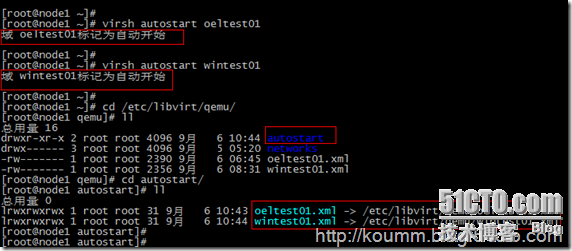 [root@node1 ~]#
[root@node1 ~]# virsh autostart oeltest01
域 oeltest01标记为自动开始
[root@node1 ~]#
[root@node1 ~]# virsh autostart wintest01
域 wintest01标记为自动开始
[root@node1 ~]#
[root@node1 ~]# cd /etc/libvirt/qemu/
[root@node1 qemu]# ll
总用量 16
drwxr-xr-x 2 root root 4096 9月 6 10:44 autostart
drwx------ 3 root root 4096 9月 5 05:20 networks
-rw------- 1 root root 2390 9月 6 06:45 oeltest01.xml
-rw------- 1 root root 2356 9月 6 08:31 wintest01.xml
[root@node1 qemu]# cd autostart/
[root@node1 autostart]# ll
总用量 0
lrwxrwxrwx 1 root root 31 9月 6 10:43 oeltest01.xml -> /etc/libvirt/
lrwxrwxrwx 1 root root 31 9月 6 10:44 wintest01.xml -> /etc/libvirt/
[root@node1 autostart]#
[root@node1 autostart]#
51CTO.com
技术博客 Blog